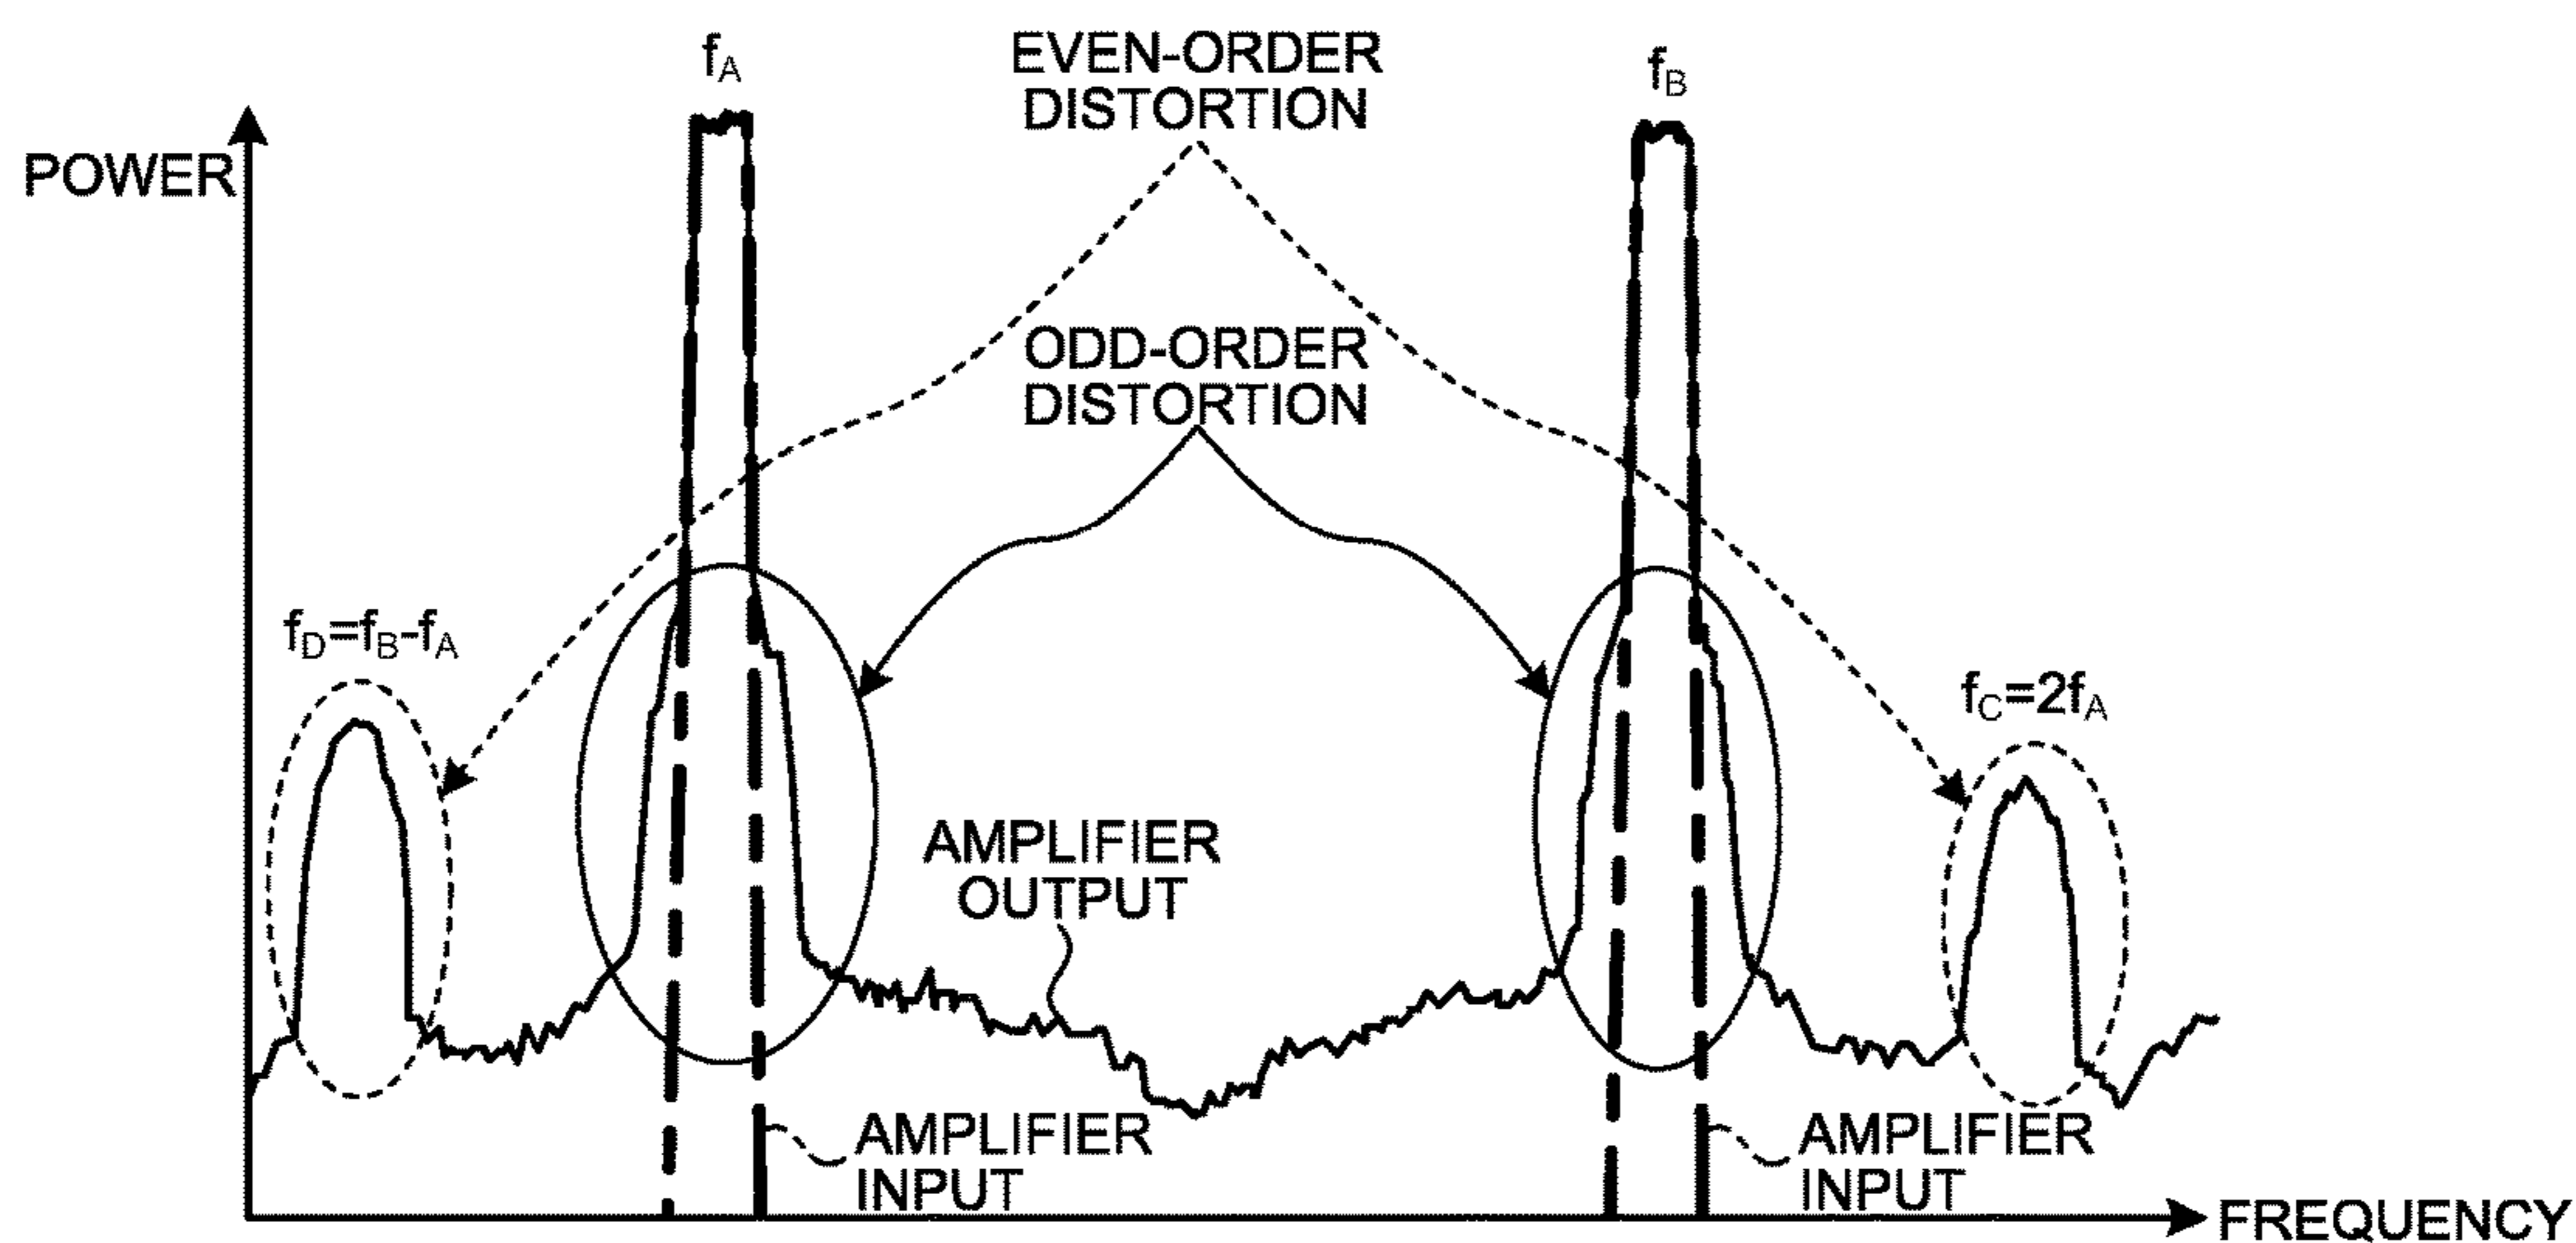 fA
EVEN-ORDER
DISTORTION
fB
POWER
ODD-ORDER
DISTORTION
fD=fB-fA
fC=2fA
AMPLIFIER
OUTPUT
AMPLIFIER
INPUT
AMPLIFIER
INPUT
FREQUENCY